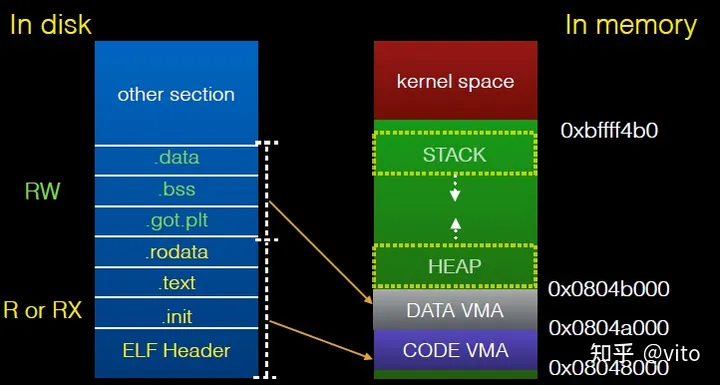 In disk
In memory
other section
.data
.bss
.got.plt
.rodata
.text
.init
ELF Header
RW
R or RX
kernel space
STACK
HEAP
DATA VMA
CODE VMA
0xbffff4b0
0x0804b000
0x0804a000
0x08048000
知乎 @vito